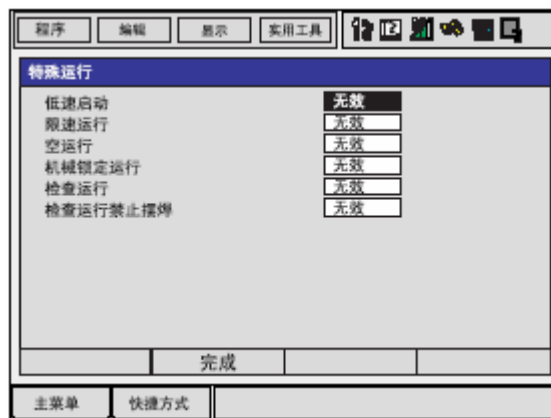 程序 编辑 显示 实用工具
特殊运行
低速启动 无效
限速运行 无效
空运行 无效
机械锁定运行 无效
检查运行 无效
检查运行禁止摆焊 无效
完成
主菜单 快捷方式